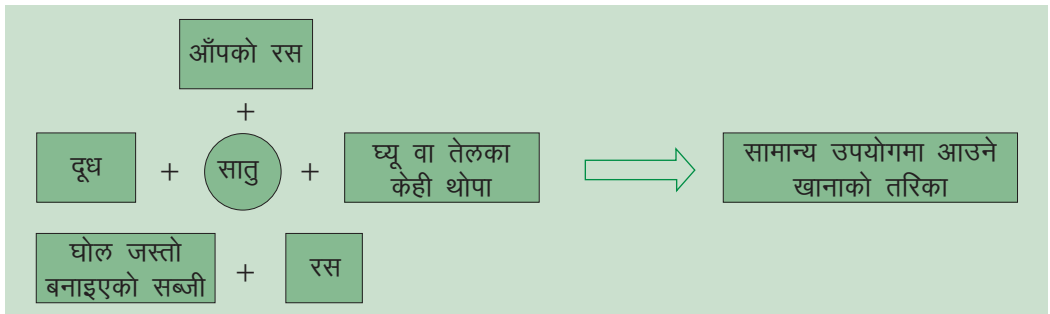 आँपको रस
+
दूध + सातु + घ्यू वा तेलका
केही थोपा
सामान्य उपयोगमा आउने
खानाको तरिका
घोल जस्तो
बनाइएको सब्जी + रस